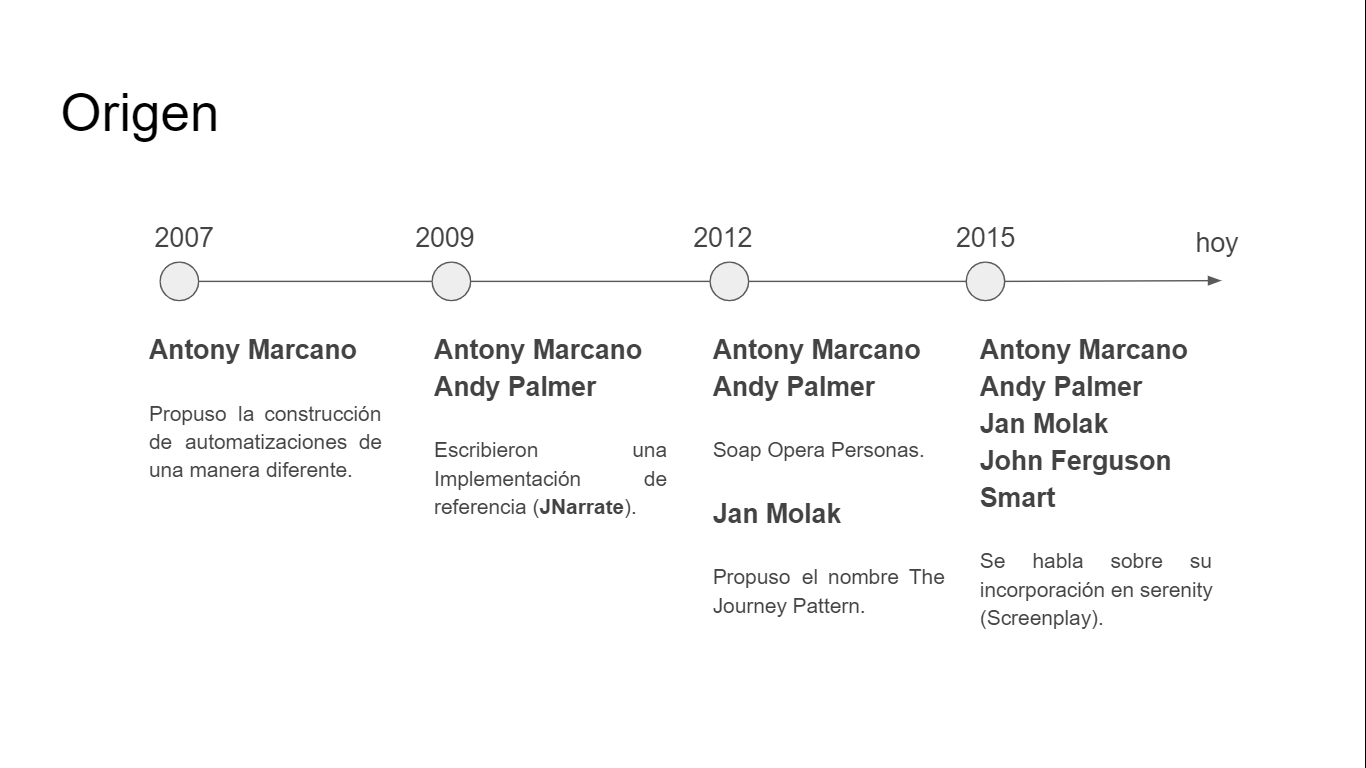 Origen
2007
2009
2012
2015
hoy
Antony Marcano
Propuso la construcción
de automatizaciones de
una manera diferente.
Antony Marcano
Andy Palmer
Escribieron una
Implementación de
referencia (JNarrate).
Antony Marcano
Andy Palmer
Soap Opera Personas.
Jan Molak
Propuso el nombre The
Journey Pattern.
Antony Marcano
Andy Palmer
Jan Molak
John Ferguson
Smart
Se habla sobre su
incorporación en serenity
(Screenplay).